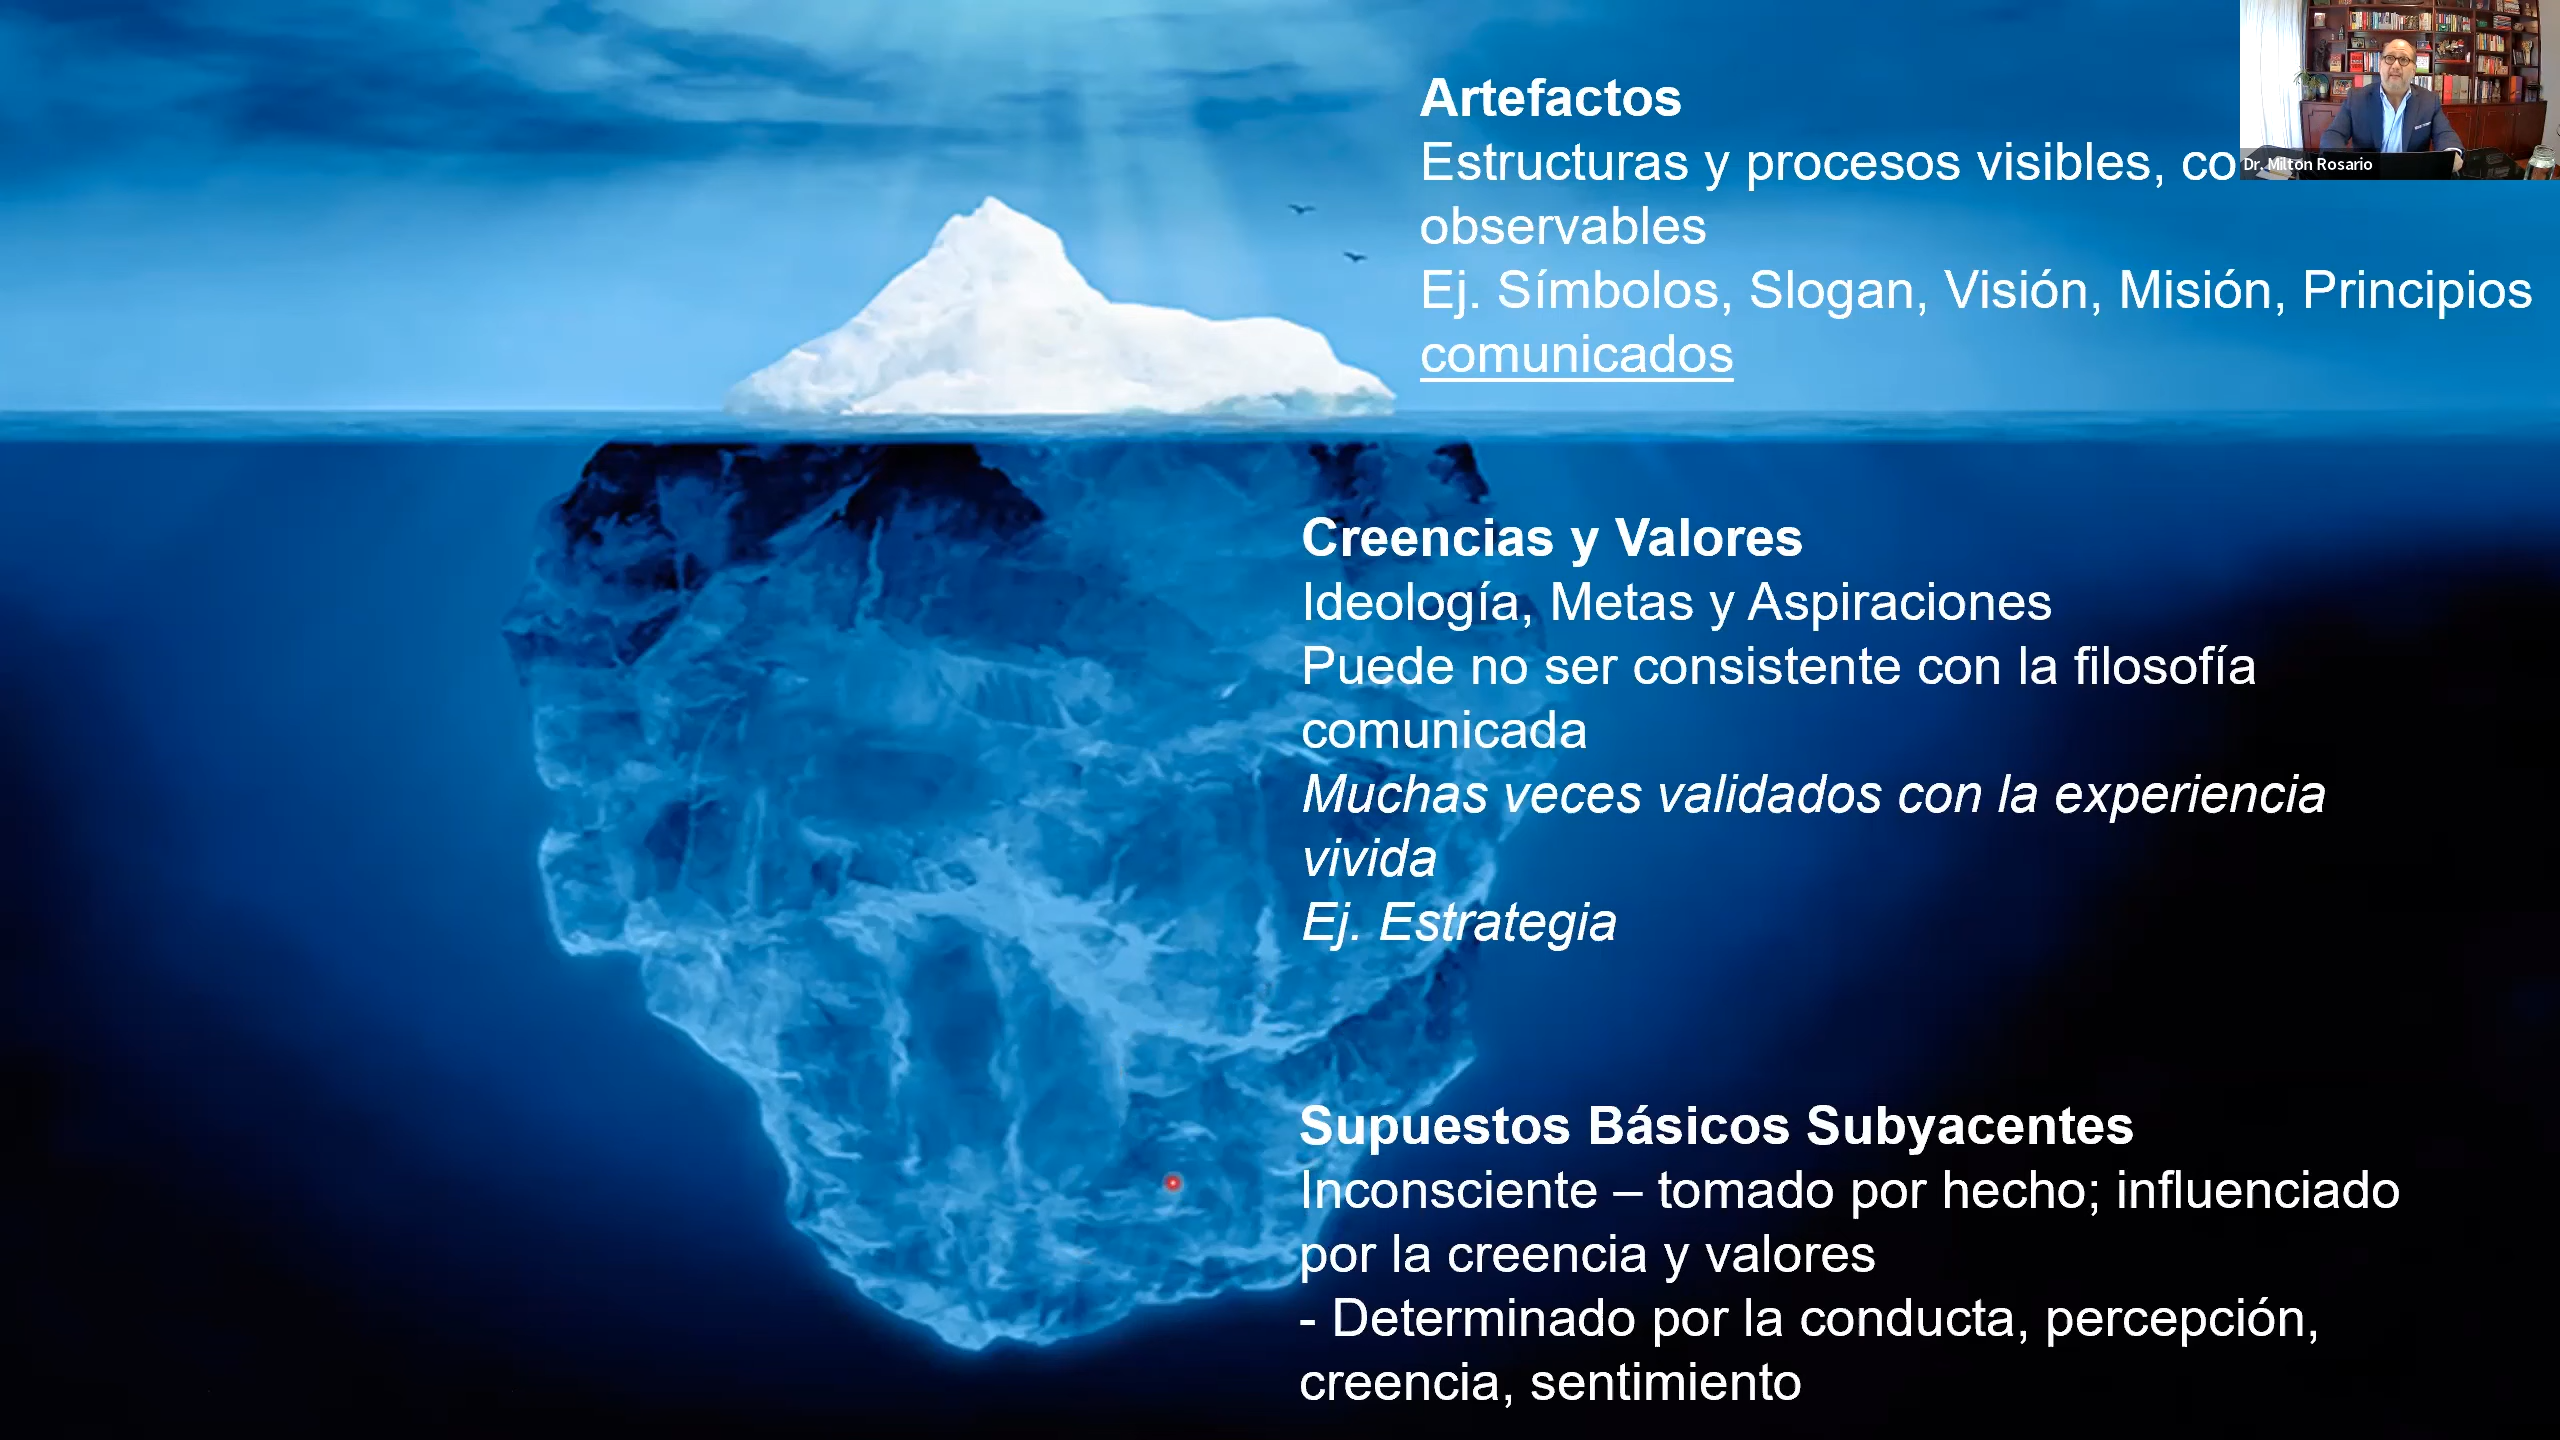 Artefactos
Estructuras y procesos visibles, co
observables
Ej. Símbolos, Slogan, Visión, Misión, Principios
comunicados
Dr. Milton Rosario
Creencias y Valores
Ideología, Metas y Aspiraciones
Puede no ser consistente con la filosofía
comunicada
Muchas veces validados con la experiencia
vivida
Ej. Estrategia
Supuestos Básicos Subyacentes
Inconsciente – tomado por hecho; influenciado
por la creencia y valores
- Determinado por la conducta, percepción,
creencia, sentimiento